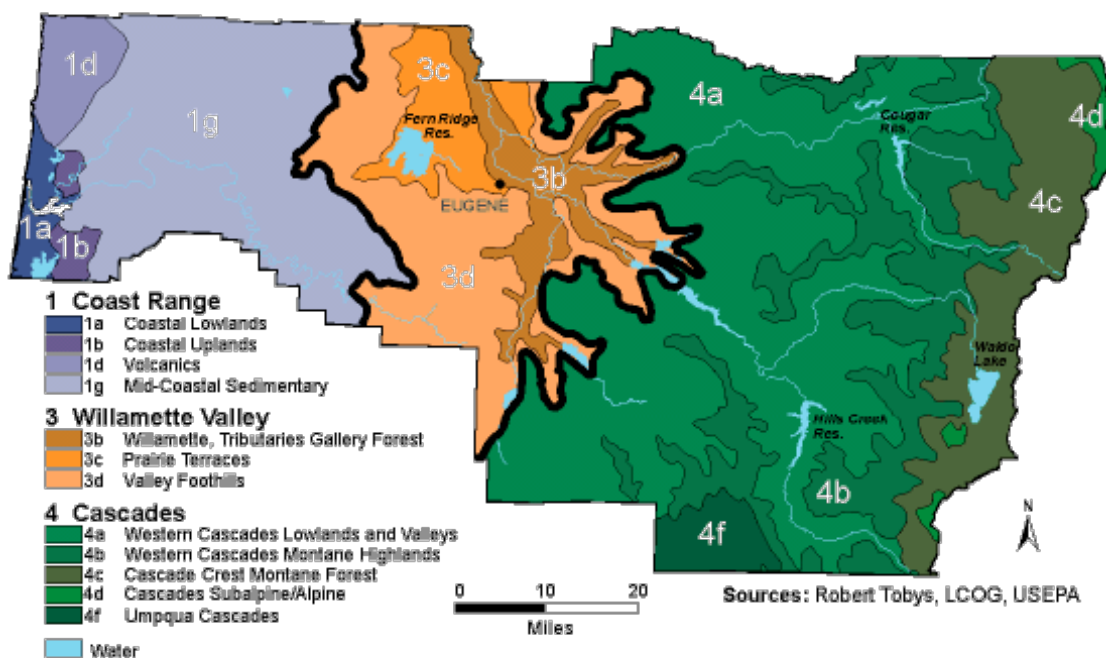 1d
1g
1a
1b
3c
Fern Ridge
Res.
3b
EUGENE
3d
4a
Cougar
Res.
4d
4c
Waldo
Lake
Hills Creek
Res.
4b
4f
1 Coast Range
1a Coastal Lowlands
1b Coastal Uplands
1d Volcanics
1g Mid-Coastal Sedimentary
3 Willamette Valley
3b Willamette, Tributaries Gallery Forest
3c Prairie Terraces
3d Valley Foothills
4 Cascades
4a Western Cascades Lowlands and Valleys
4b Western Cascades Montane Highlands
4c Cascade Crest Montane Forest
4d Cascades Subalpine/Alpine
4f Umpqua Cascades
Water
0 10 20
Miles
N
Sources: Robert Tobys, LCOG, USEPA